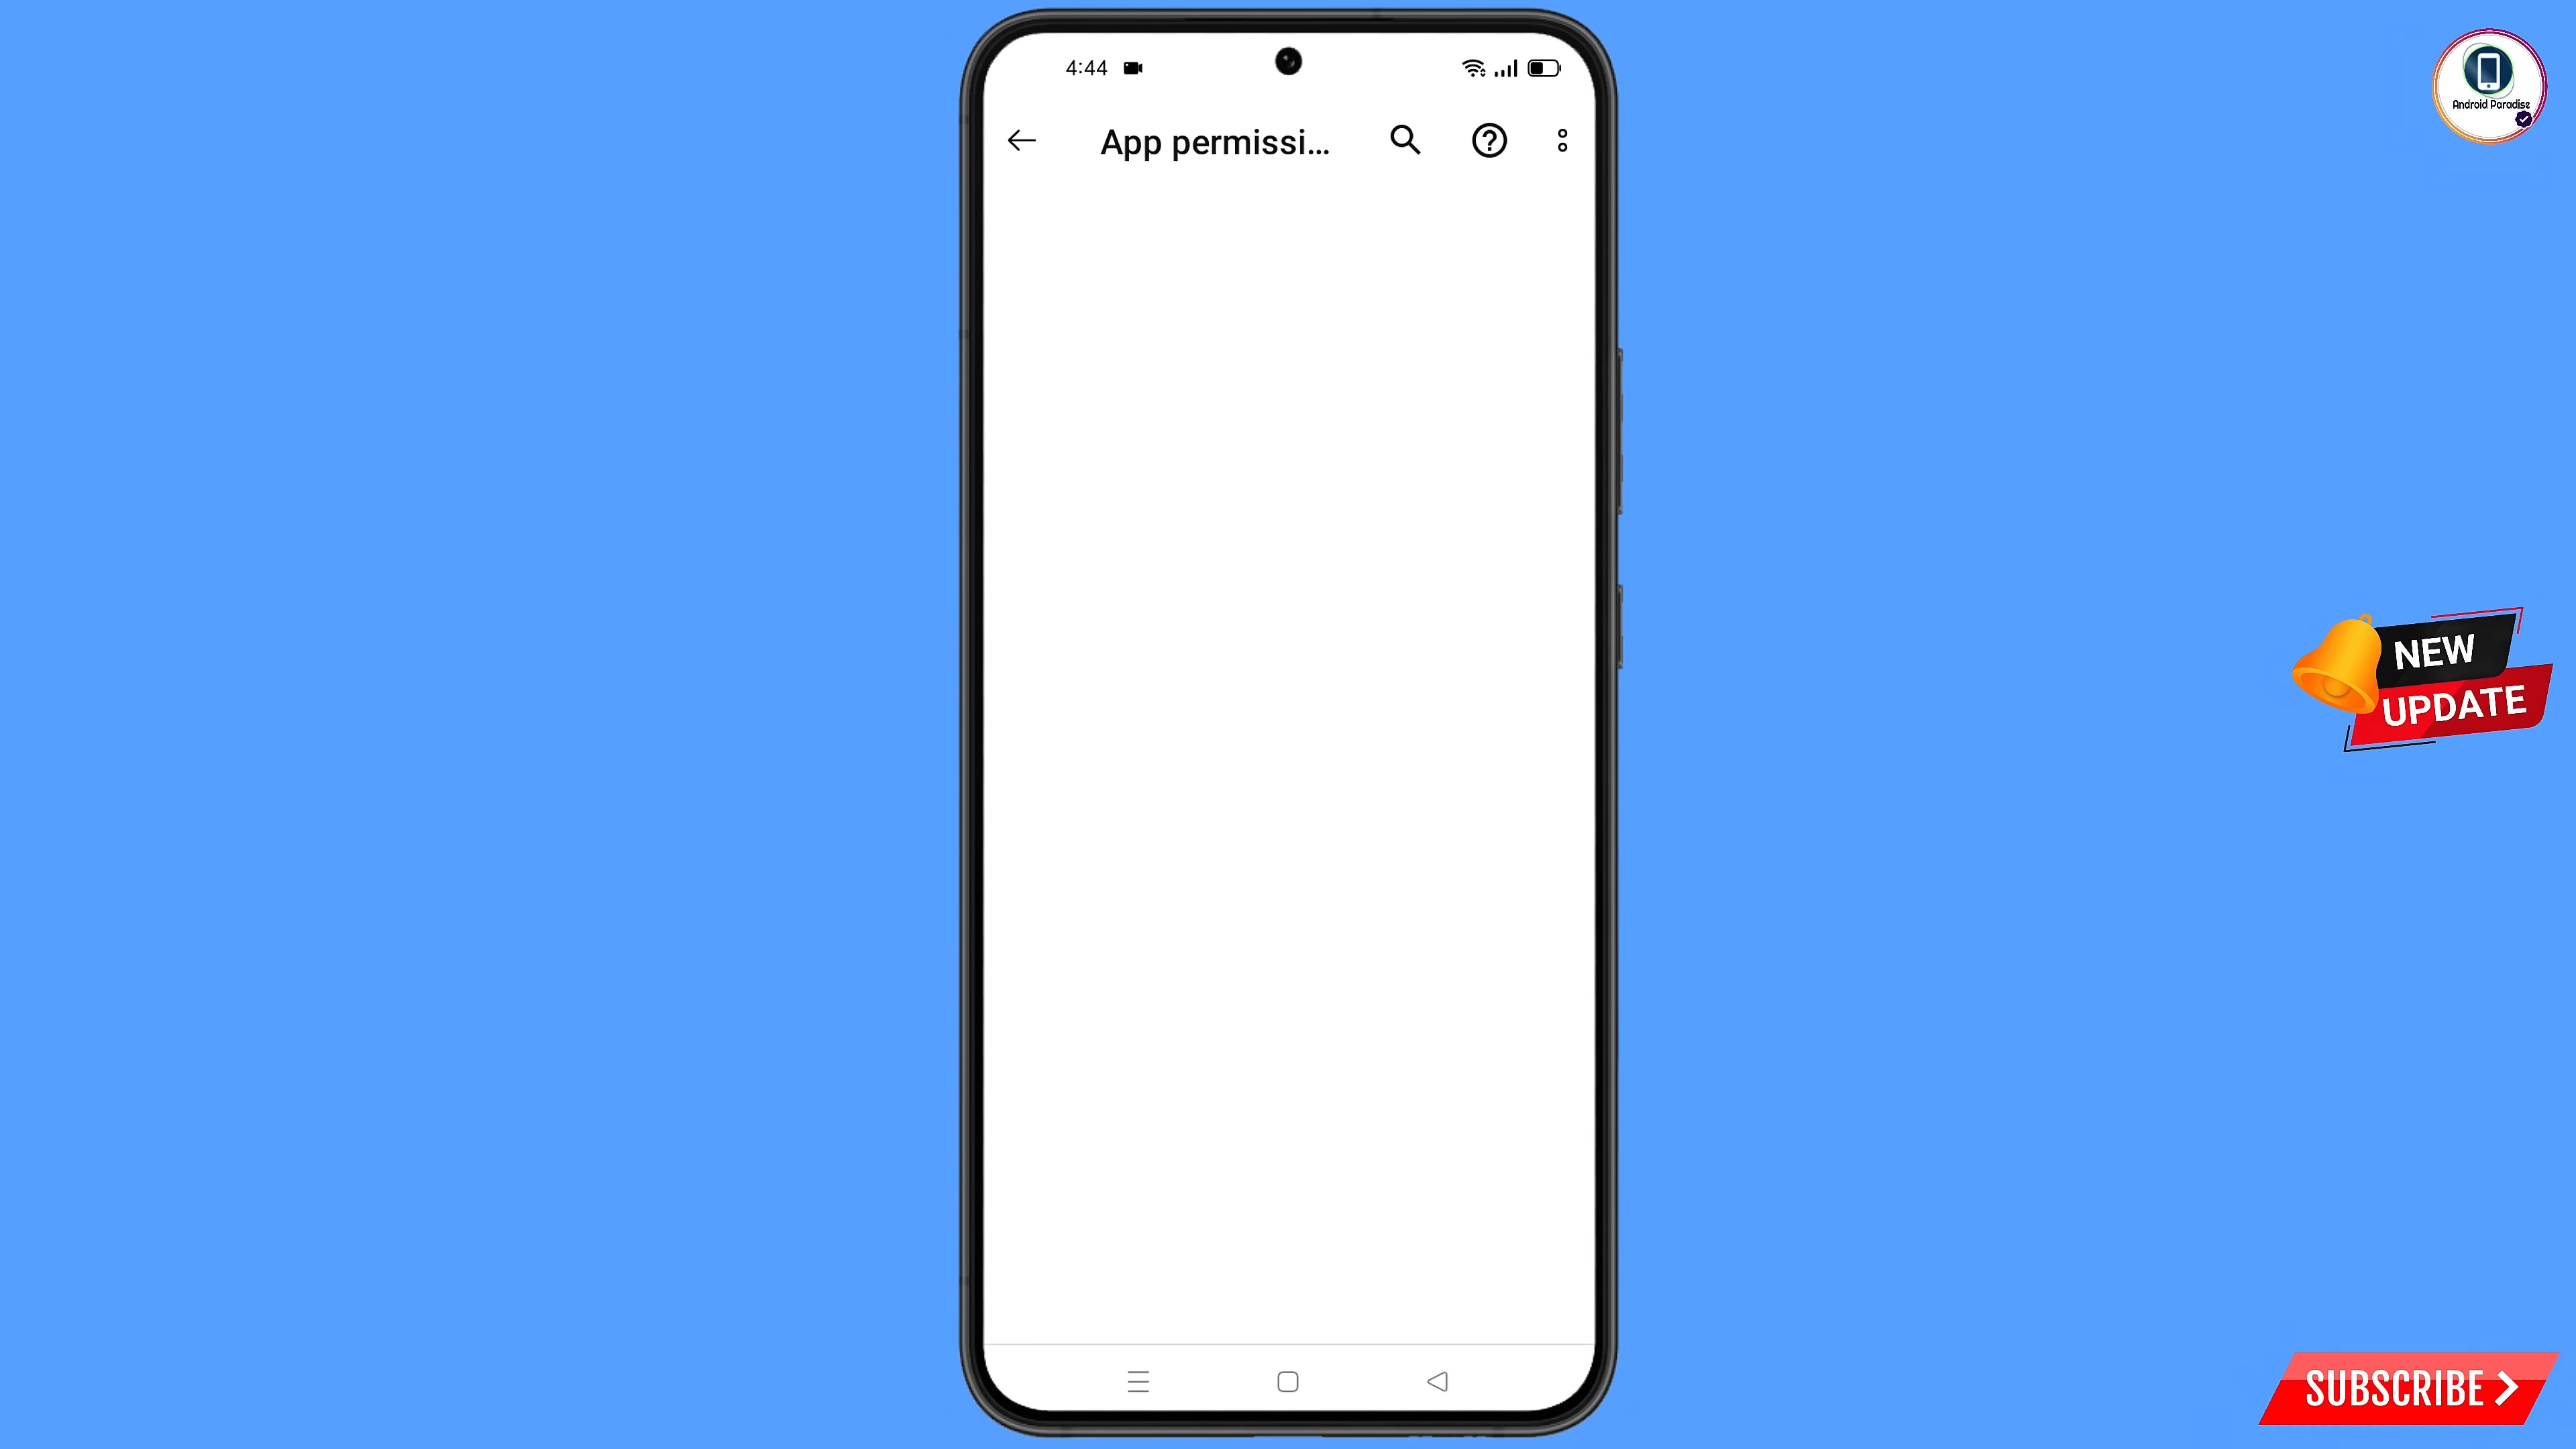 4:44
App permissi...
Android Paradise
NEW
UPDATE
SUBSCRIBE